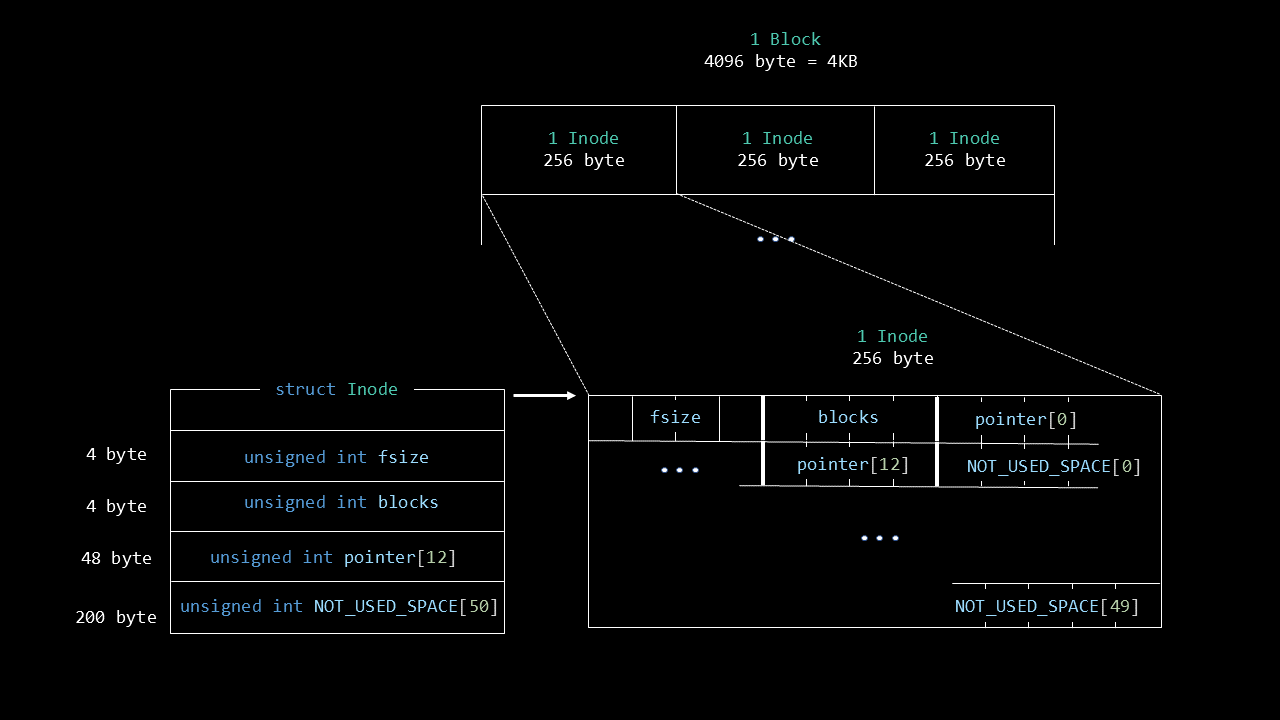 1 Block
4096 byte = 4KB
1 Inode
256 byte
1 Inode
256 byte
1 Inode
256 byte
1 Inode
256 byte
struct Inode
4 byte
unsigned int fsize
4 byte
unsigned int blocks
48 byte
unsigned int pointer[12]
200 byte
unsigned int NOT_USED_SPACE[50]
fsize
blocks
pointer[0]
pointer[12]
NOT_USED_SPACE[0]
NOT_USED_SPACE[49]